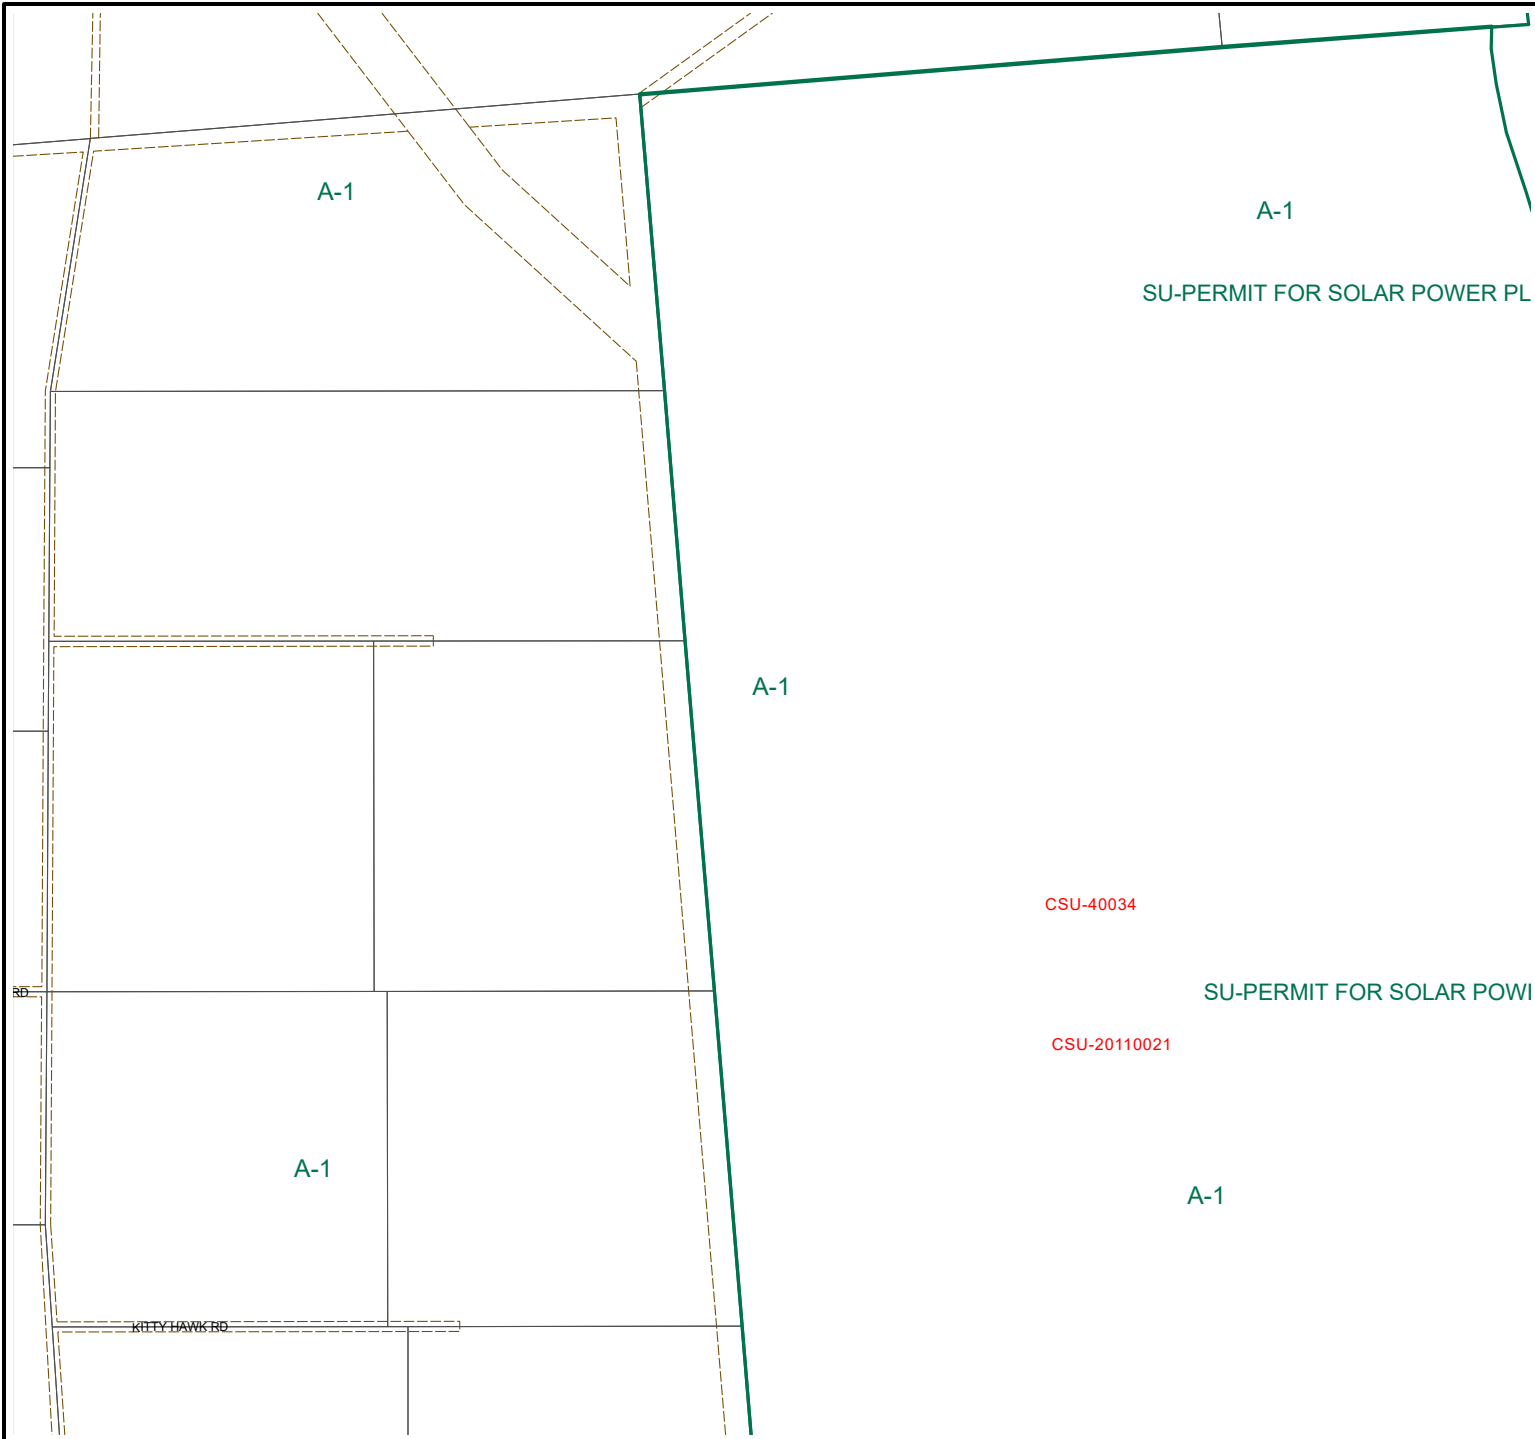 A-1
A-1
SU-PERMIT FOR SOLAR POWER PL
A-1
CSU-40034
RD
SU-PERMIT FOR SOLAR POWI
CSU-20110021
A-1
A-1
KITTY HAWK RD